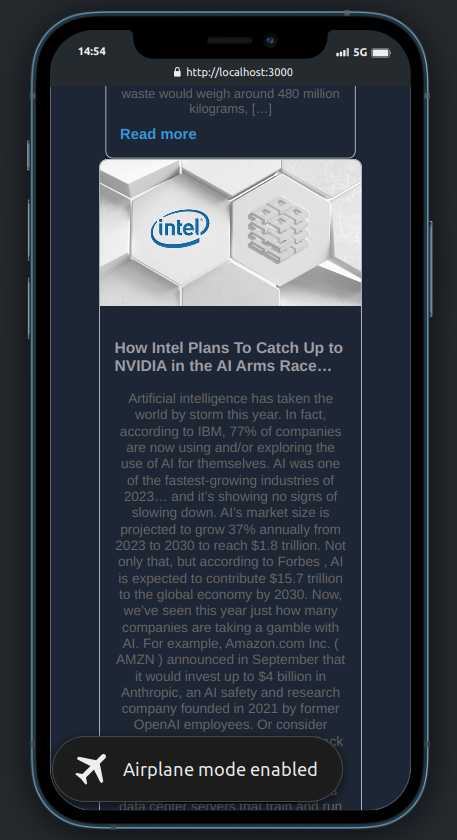 14:54
5G
http://localhost:3000
waste would weigh around 480 million
kilograms, […]
Read more
intel
How Intel Plans To Catch Up to
NVIDIA in the AI Arms Race…
Artificial intelligence has taken the
world by storm this year. In fact,
according to IBM, 77% of companies
are now using and/or exploring the
use of AI for themselves. AI was one
of the fastest-growing industries of
2023… and it’s showing no signs of
slowing down. AI’s market size is
projected to grow 37% annually from
2023 to 2030 to reach $1.8 trillion. Not
only that, but according to Forbes , AI
is expected to contribute $15.7 trillion
to the global economy by 2030. Now,
we’ve seen this year just how many
companies are taking a gamble with
AI. For example, Amazon.com Inc. (
AMZN ) announced in September that
it would invest up to $4 billion in
Anthropic, an AI safety and research
company founded in 2021 by former
OpenAI employees. Or consider
Airplane mode enabled
data center servers that train and run